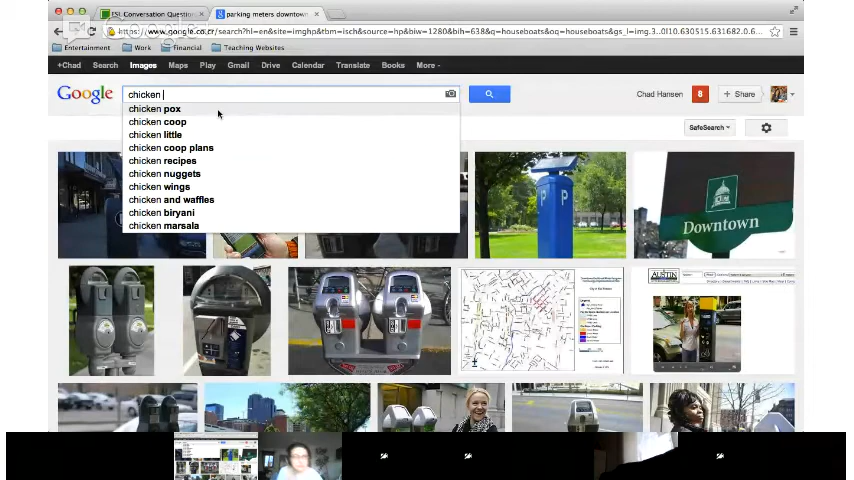 ESL Conversation Question
parking meters downtown
Google
https://www.google.co.cr/search?hl=en&site=imghp&tbm=isch&source=hp&biw=1280&bih=638&q=houseboats&oq=houseboats&gs_l=img.3..0l10.630515.631682.0.6
Entertainment Work Financial Teaching Websites
+Chad Search Images Maps Play Gmail Drive Calendar Translate Books More
Google chicken Chad Hansen 8 + Share
chicken pox
chicken coop
chicken little
chicken coop plans
chicken recipes
chicken nuggets
chicken wings
chicken and waffles
chicken biryani
chicken marsala
SafeSearch
P P
Downtown
AUSTIN